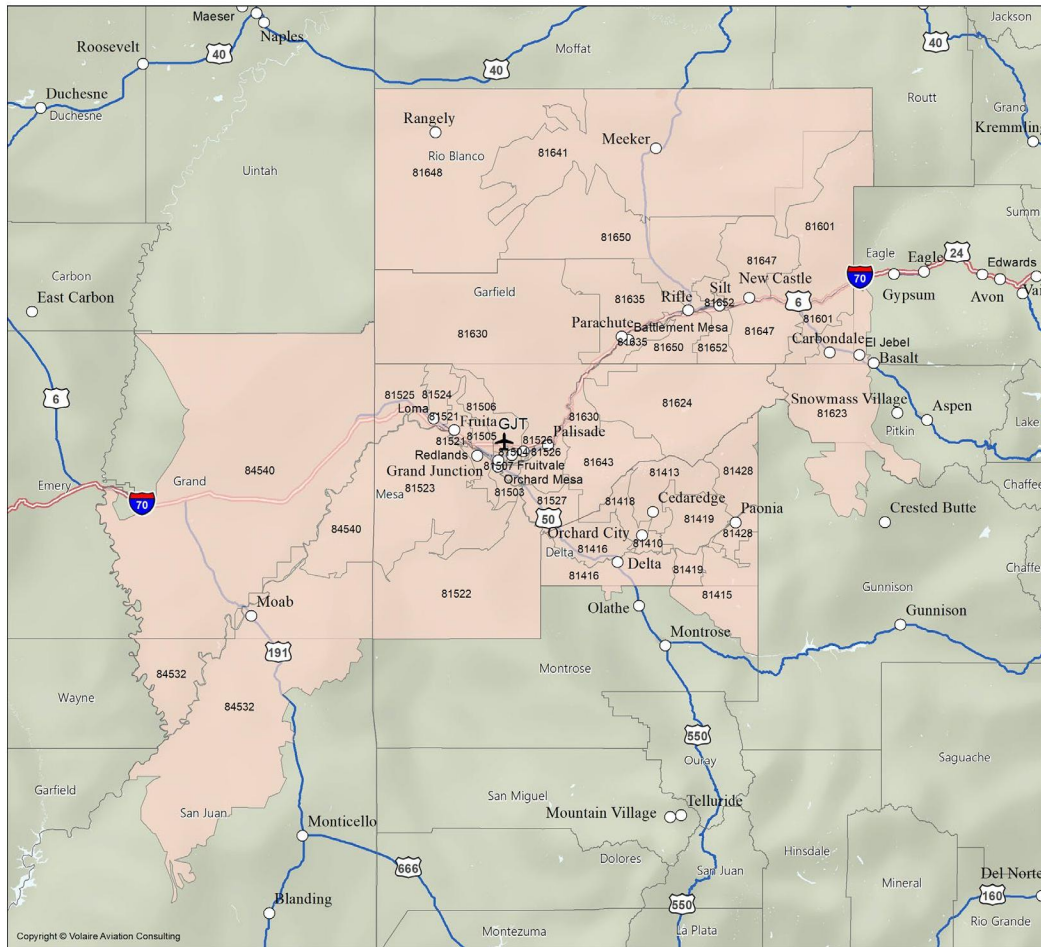 Jackson
Maeser
Naples
Roosevelt
40
Moffat
40
40
Duchesne
Duchesne
Routt
Grand
Kremmling
Rangely
Rio Blanco
81648
81641
Meeker
Uintah
81601
81650
Summ
Eagle
Eagle
24
Edwards
Carbon
81647
70
Gypsum
Avon
Vai
East Carbon
Garfield
81635
Rifle
Silt
81652
New Castle
6
81601
Parachute
Battlement Mesa
81635
81650
81652
81647
81630
Carbondale
El Jebel
Basalt
6
81525
81524
81506
Loma
81521
Fruita
GJT
81630
81624
Snowmass Village
81623
Pitkin
Aspen
Lake
81521
81505
81526
Palisade
Redlands
81504
81526
Grand Junction
81507
Fruitvale
Orchard Mesa
81643
84540
Emery
Grand
Mesa
81523
81503
81413
81428
Chaffee
70
81527
81418
Cedaredge
Paonia
Crested Butte
84540
50
81419
81428
Orchard City
81410
Delta
81416
Delta
81416
81419
Chaffe
Moab
81522
81415
Gunnison
Olathe
Gunnison
191
Montrose
84532
Montrose
Wayne
84532
550
Ouray
Saguache
Garfield
San Juan
San Miguel
Telluride
Mountain Village
Monticello
Dolores
San Juan
Hinsdale
666
Mineral
Del Norte
160
Blanding
550
Rio Grande
La Plata
Montezuma
Copyright © Volaire Aviation Consulting